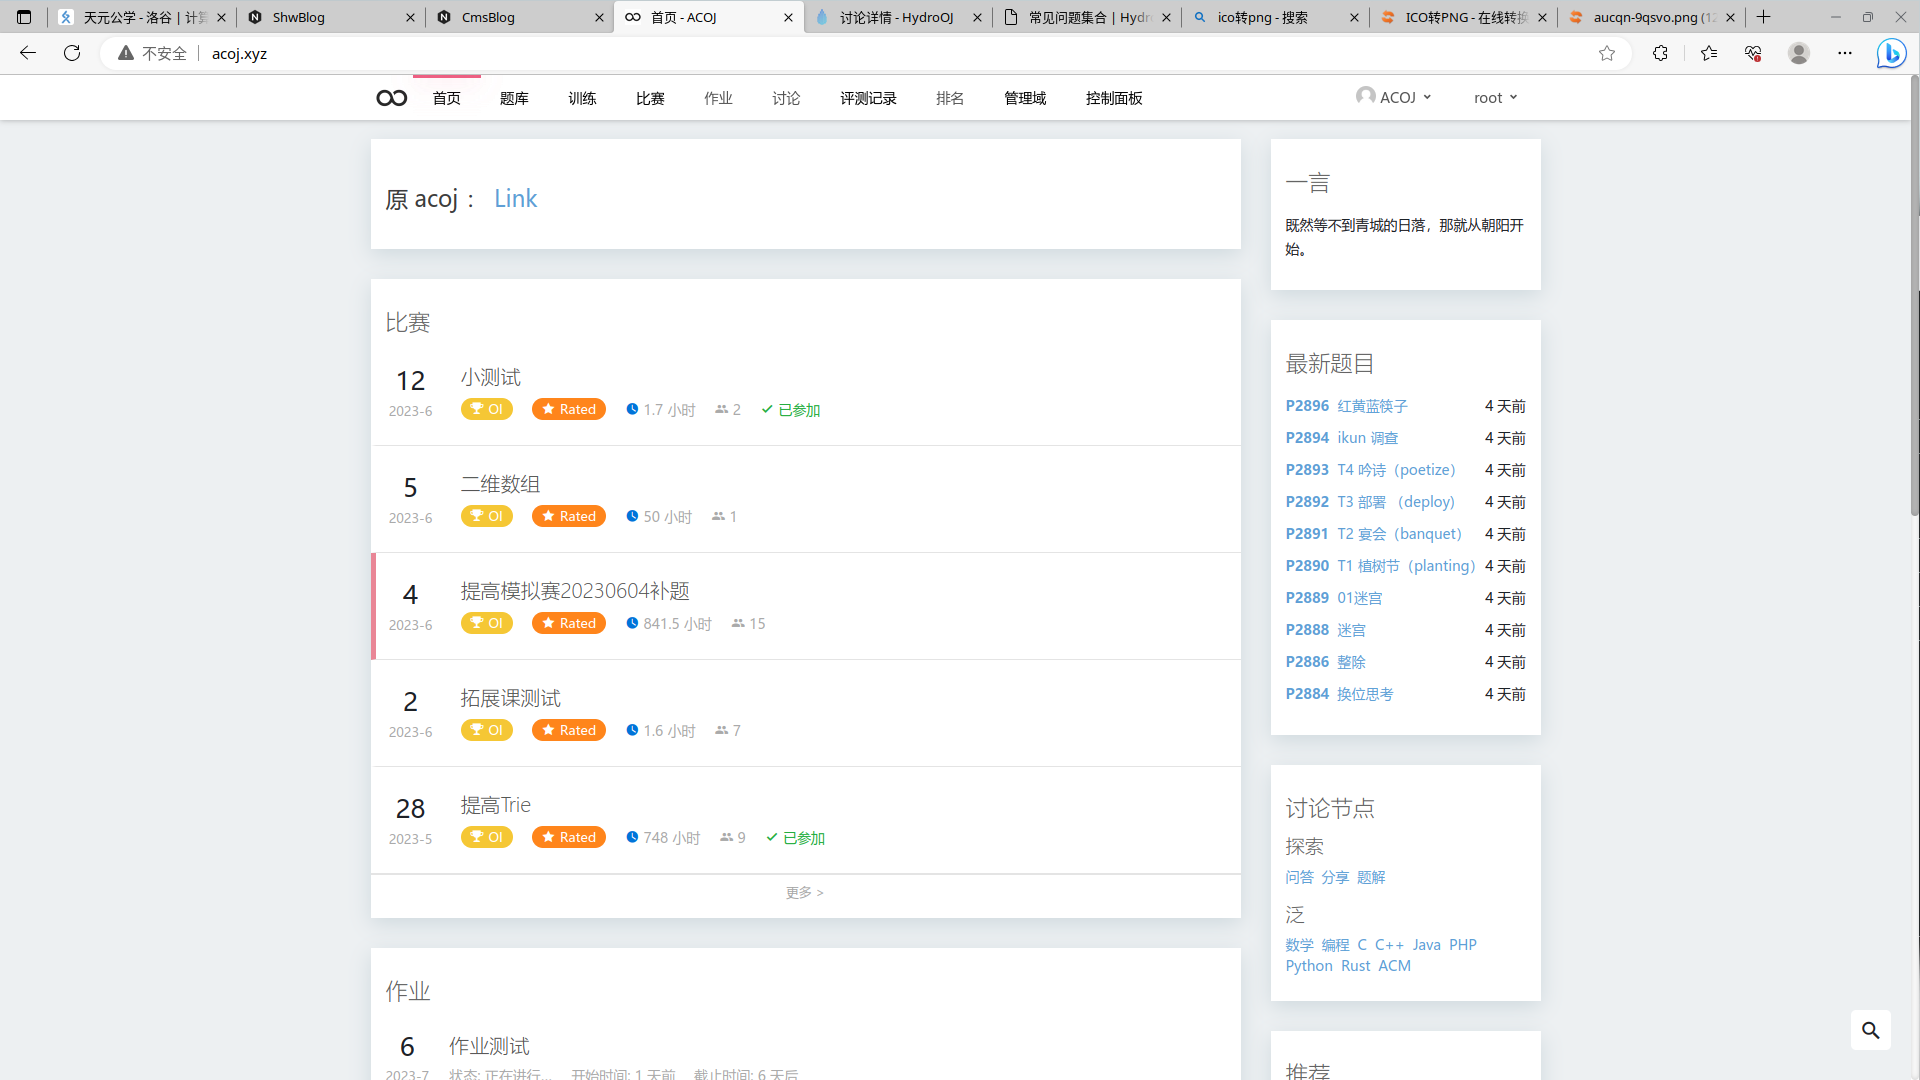 天元公学 - 洛谷 | 计算
ShwBlog
CmsBlog
首页 - ACOJ
讨论详情 - HydroOJ
常见问题集合 | Hydro
ico转png - 搜索
ICO转PNG - 在线转换
aucqn-9qsvo.png (12
不安全
acoj.xyz
首页
题库
训练
比赛
作业
讨论
评测记录
排名
管理域
控制面板
ACOJ
root
原 acoj： Link
比赛
12
2023-6
小测试
OI Rated 1.7 小时 2 已参加
5
2023-6
二维数组
OI Rated 50 小时 1
4
2023-6
提高模拟赛20230604补题
OI Rated 841.5 小时 15
2
2023-6
拓展课测试
OI Rated 1.6 小时 7
28
2023-5
提高Trie
OI Rated 748 小时 9 已参加
更多 >
作业
6
2023-7
作业测试
状态: 正在进行... 开始时间: 1 天前 截止时间: 6 天后
一言
既然等不到青城的日落，那就从朝阳开
始。
最新题目
P2896 红黄蓝筷子 4 天前
P2894 ikun 调查 4 天前
P2893 T4 吟诗（poetize） 4 天前
P2892 T3 部署 （deploy) 4 天前
P2891 T2 宴会（banquet） 4 天前
P2890 T1 植树节（planting） 4 天前
P2889 01迷宫 4 天前
P2888 迷宫 4 天前
P2886 整除 4 天前
P2884 换位思考 4 天前
讨论节点
探索
问答 分享 题解
泛
数学 编程 C C++ Java PHP
Python Rust ACM
推荐